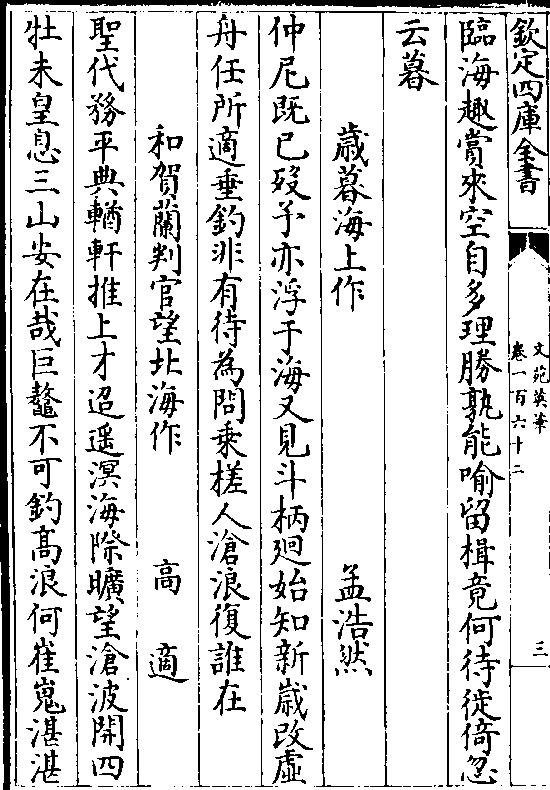 欽定四庫全書
文苑英華
卷一百六十二
三
臨海趣賞來空自多理勝孰能喻留楫竟何待徙倚忽
云暮
歲暮海上作 孟浩然
仲尼既已歿予亦浮于海又見斗柄廻始知新歲改虛
舟任所適垂釣非有待為問乗槎人滄浪復誰在
和賀蘭判官望北海作 高適
聖代務平典輶軒推上才迢遥溟海際曠望滄波開四
牡未皇息三山安在哉巨鼇不可釣高浪何崔嵬湛湛